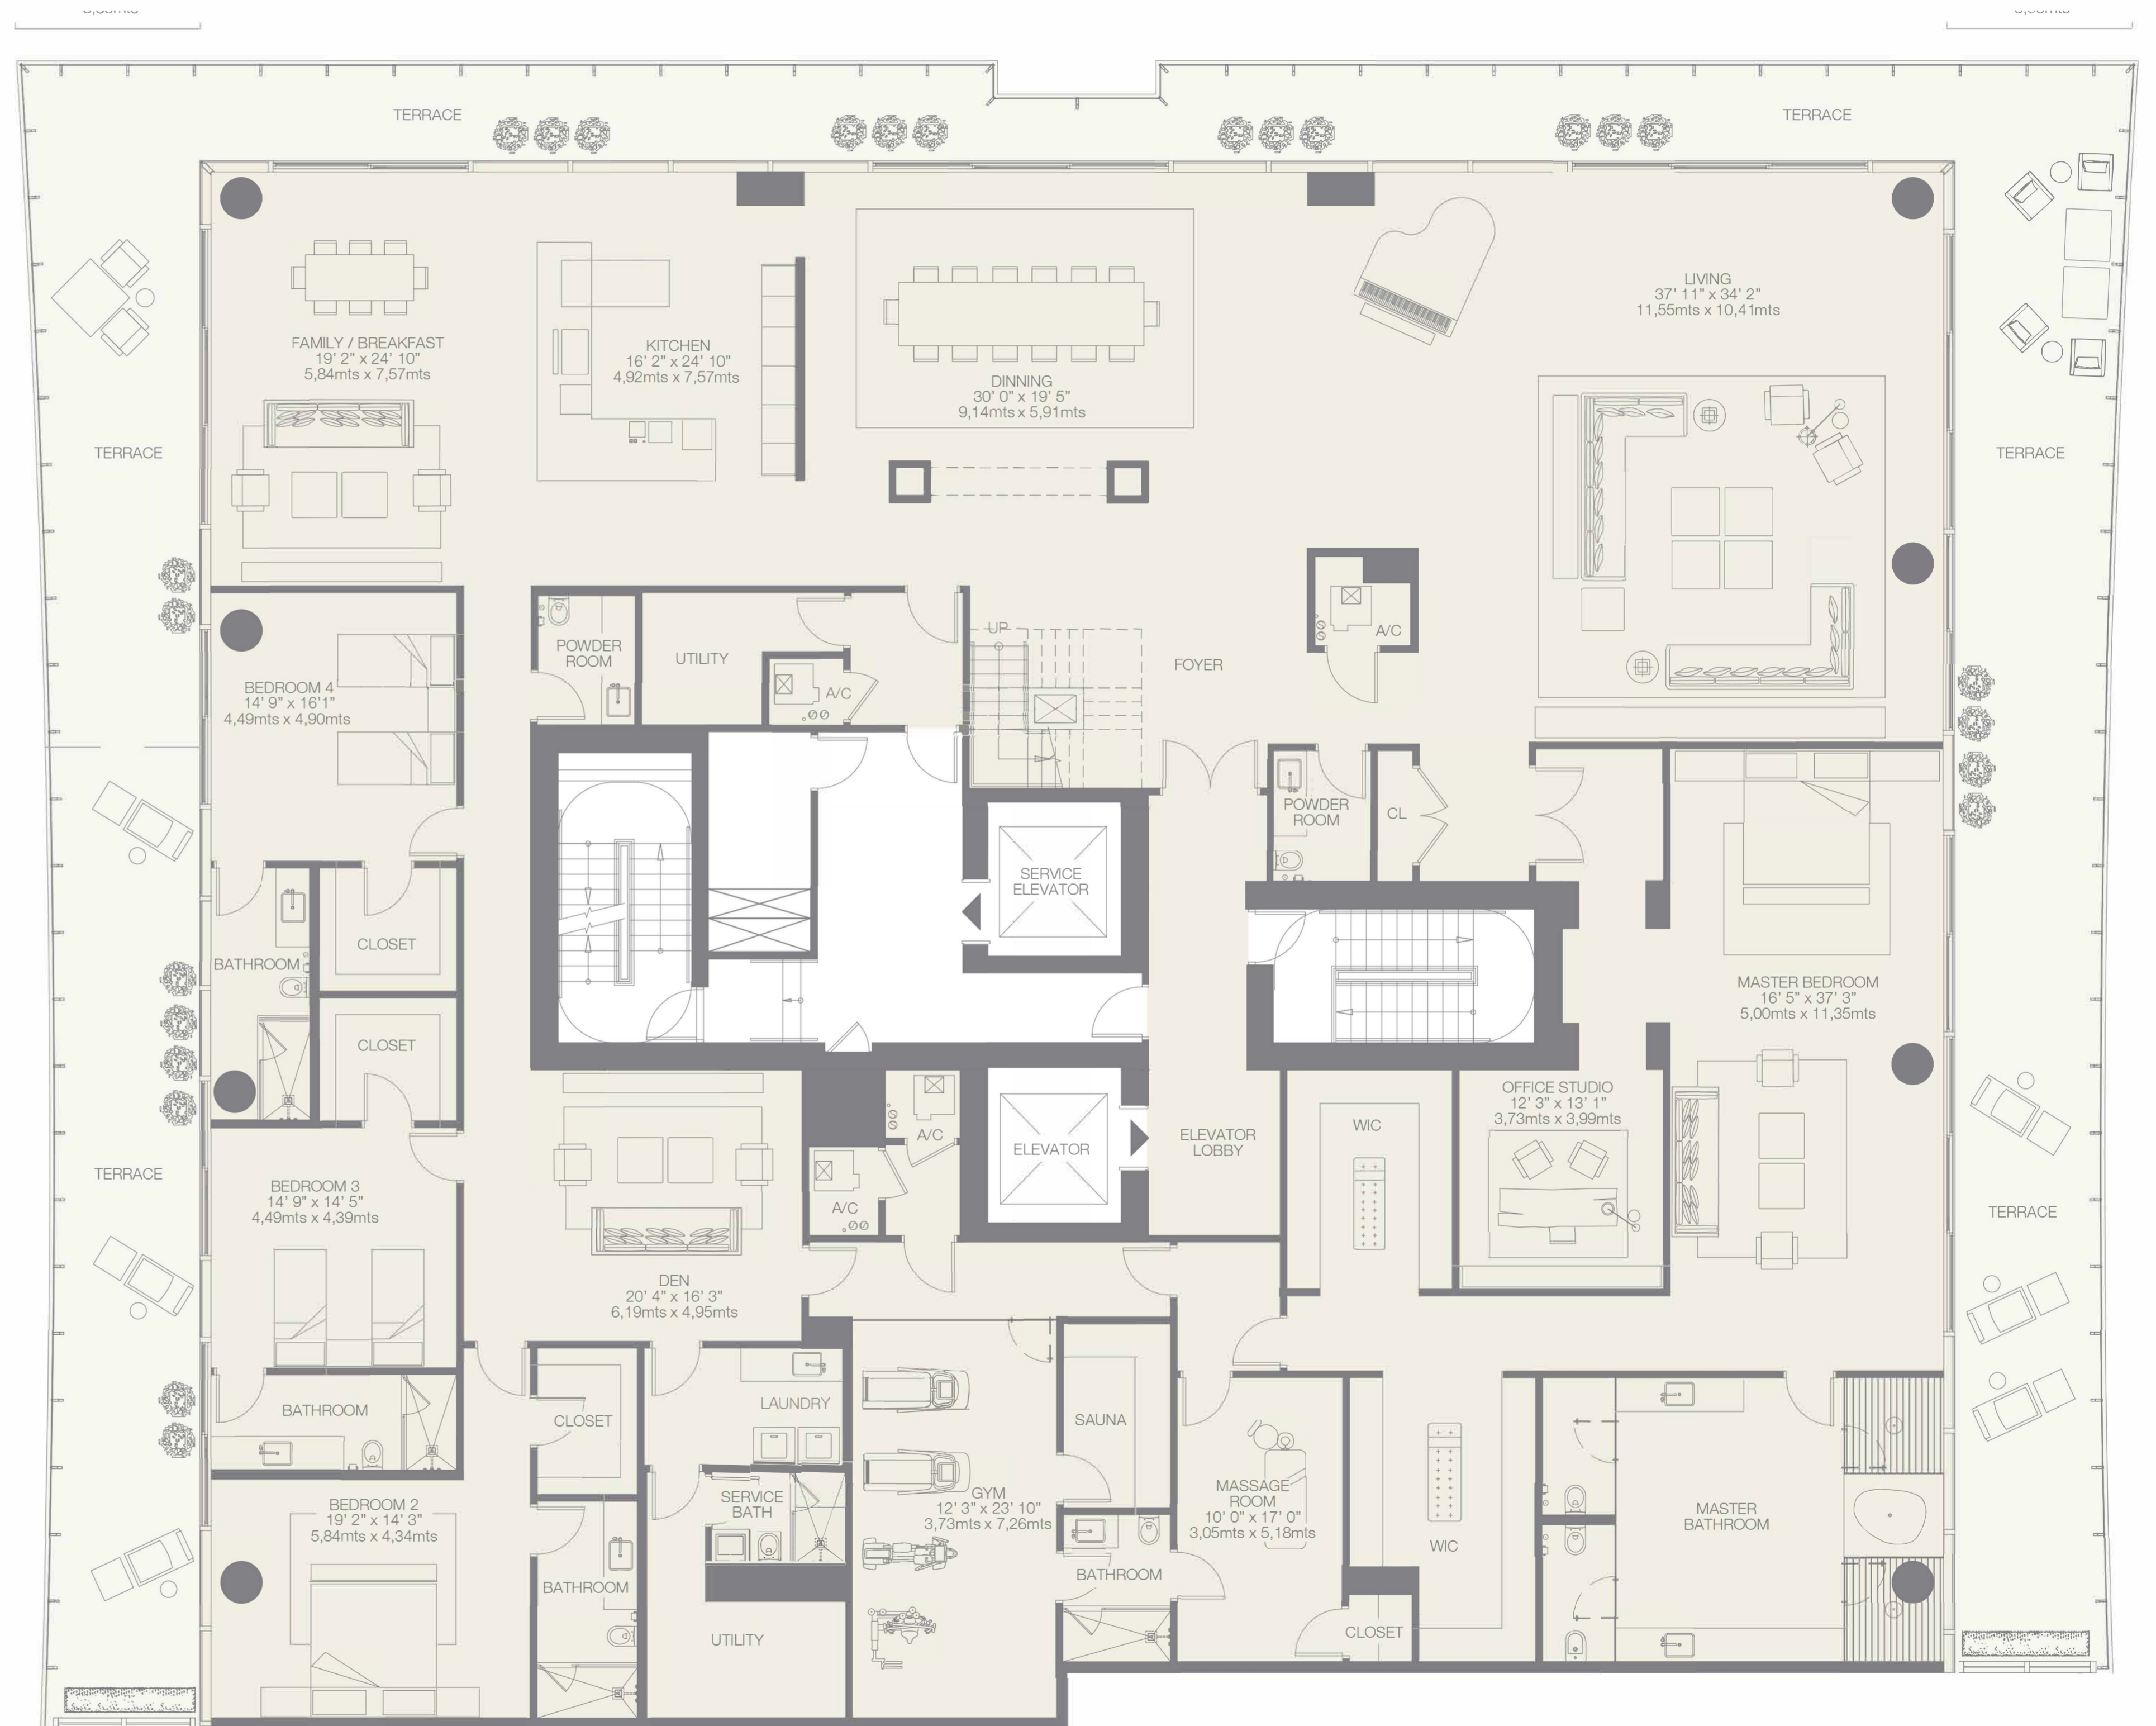 TERRACE
TERRACE
LIVING
37' 11" x 34' 2"
11,55mts x 10,41mts
FAMILY / BREAKFAST
19' 2" x 24' 10"
5,84mts x 7,57mts
KITCHEN
16' 2" x 24' 10"
4,92mts x 7,57mts
DINNING
30' 0" x 19' 5"
9,14mts x 5,91mts
TERRACE
TERRACE
UP
A/C
POWDER
ROOM
UTILITY
FOYER
A/C
BEDROOM 4
14' 9" x 16'1"
4,49mts x 4,90mts
POWDER
ROOM
CL
SERVICE
ELEVATOR
CLOSET
BATHROOM
MASTER BEDROOM
16' 5" x 37' 3"
5,00mts x 11,35mts
CLOSET
OFFICE STUDIO
12' 3" x 13' 1"
3,73mts x 3,99mts
WIC
A/C
ELEVATOR
ELEVATOR
LOBBY
TERRACE
BEDROOM 3
14' 9" x 14' 5"
4,49mts x 4,39mts
A/C
TERRACE
DEN
20' 4" x 16' 3"
6,19mts x 4,95mts
LAUNDRY
BATHROOM
CLOSET
SAUNA
BEDROOM 2
19' 2" x 14' 3"
5,84mts x 4,34mts
SERVICE
BATH
GYM
12' 3" x 23' 10"
3,73mts x 7,26mts
MASSAGE
ROOM
10' 0" x 17' 0"
3,05mts x 5,18mts
MASTER
BATHROOM
WIC
BATHROOM
BATHROOM
UTILITY
CLOSET